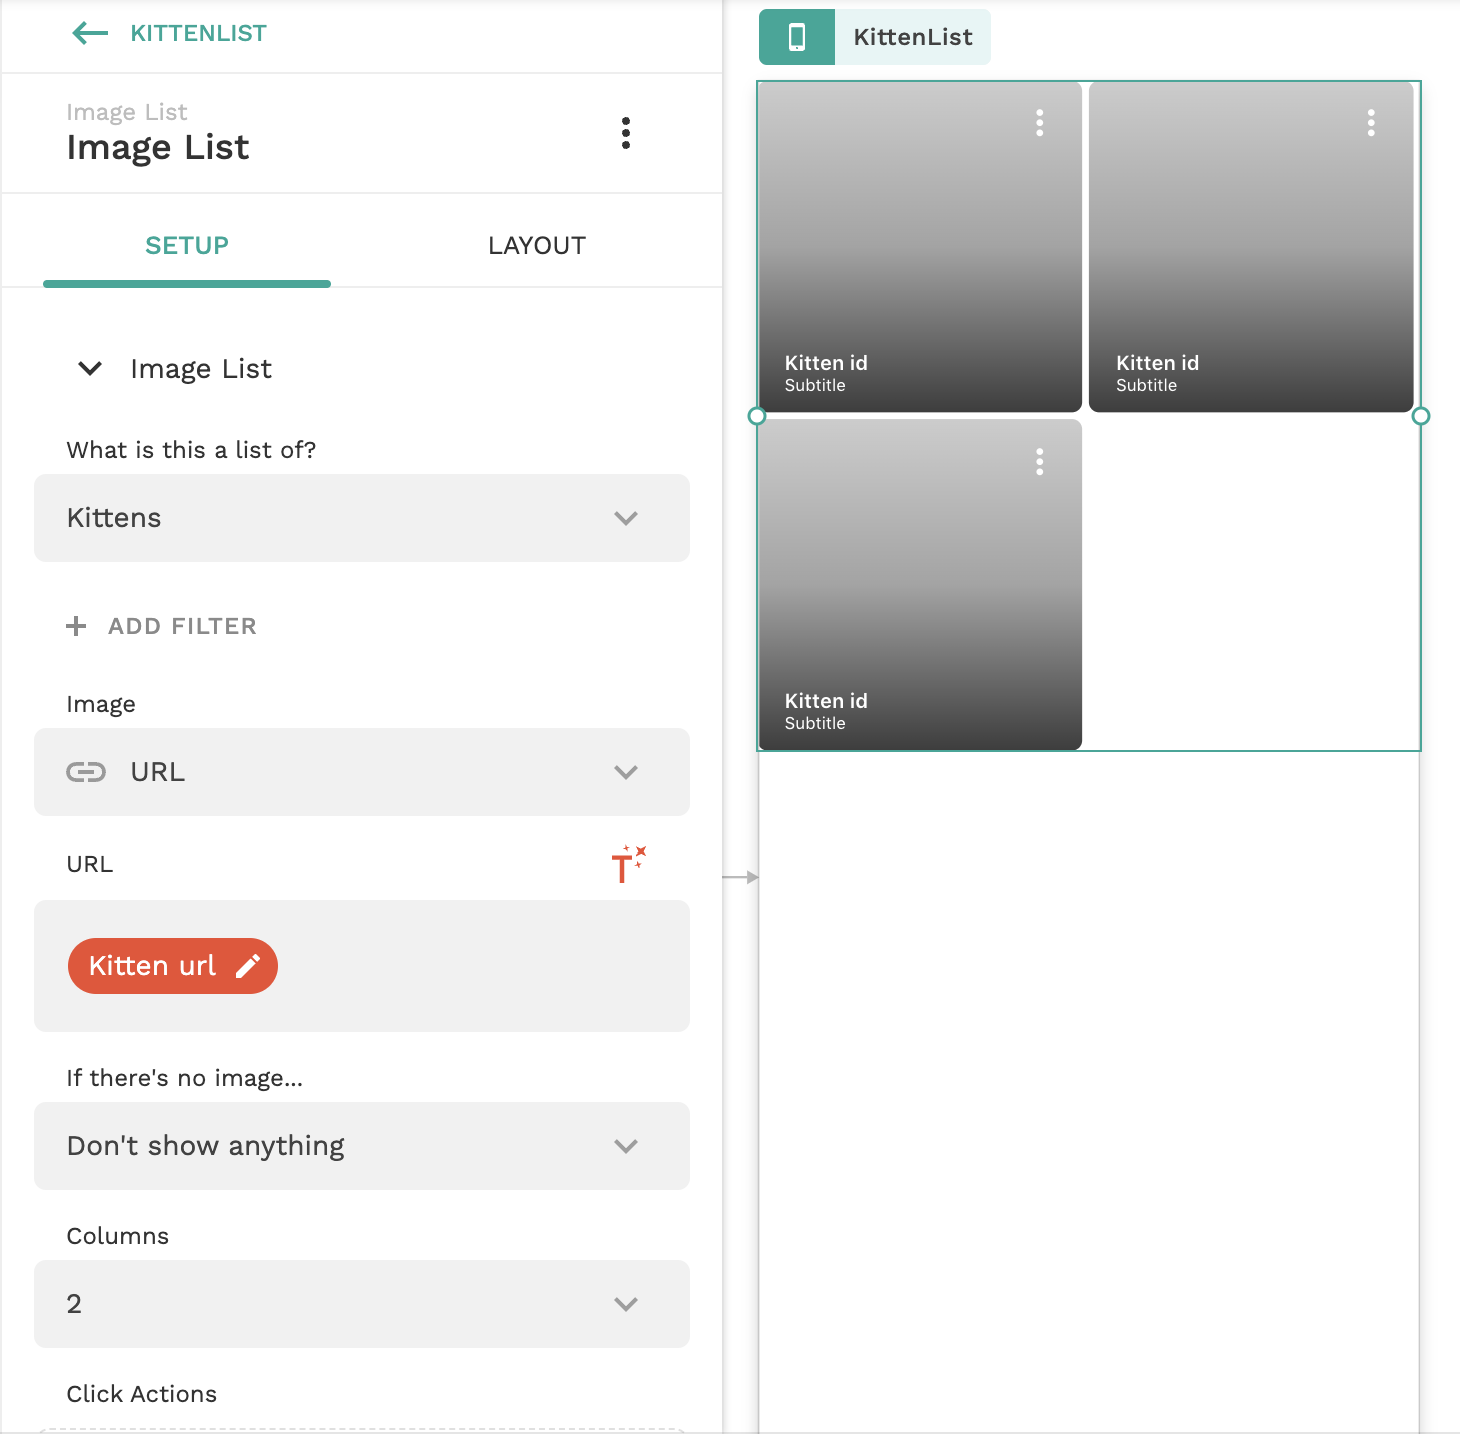 KITTENLIST
Image List
Image List
SETUP
LAYOUT
Image List
What is this a list of?
Kittens
ADD FILTER
Image
URL
URL
T
Kitten url
If there's no image...
Don't show anything
Columns
2
Click Actions
KittenList
Kitten id
Subtitle
Kitten id
Subtitle
Kitten id
Subtitle